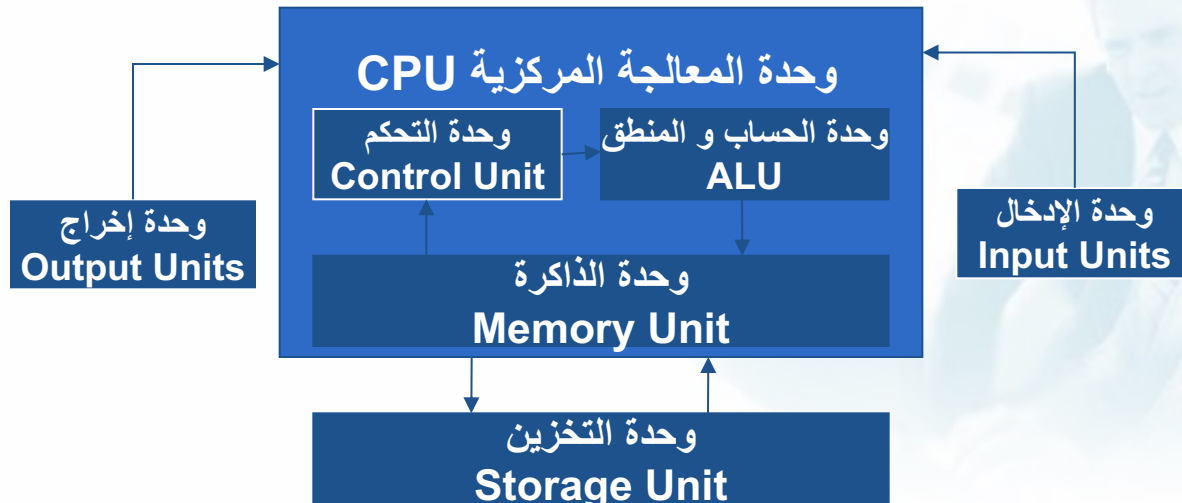 وحدة المعالجة المركزية CPU
وحدة التحكم
Control Unit
وحدة الحساب و المنطق
ALU
وحدة إخراج
Output Units
وحدة الإدخال
Input Units
وحدة الذاكرة
Memory Unit
وحدة التخزين
Storage Unit